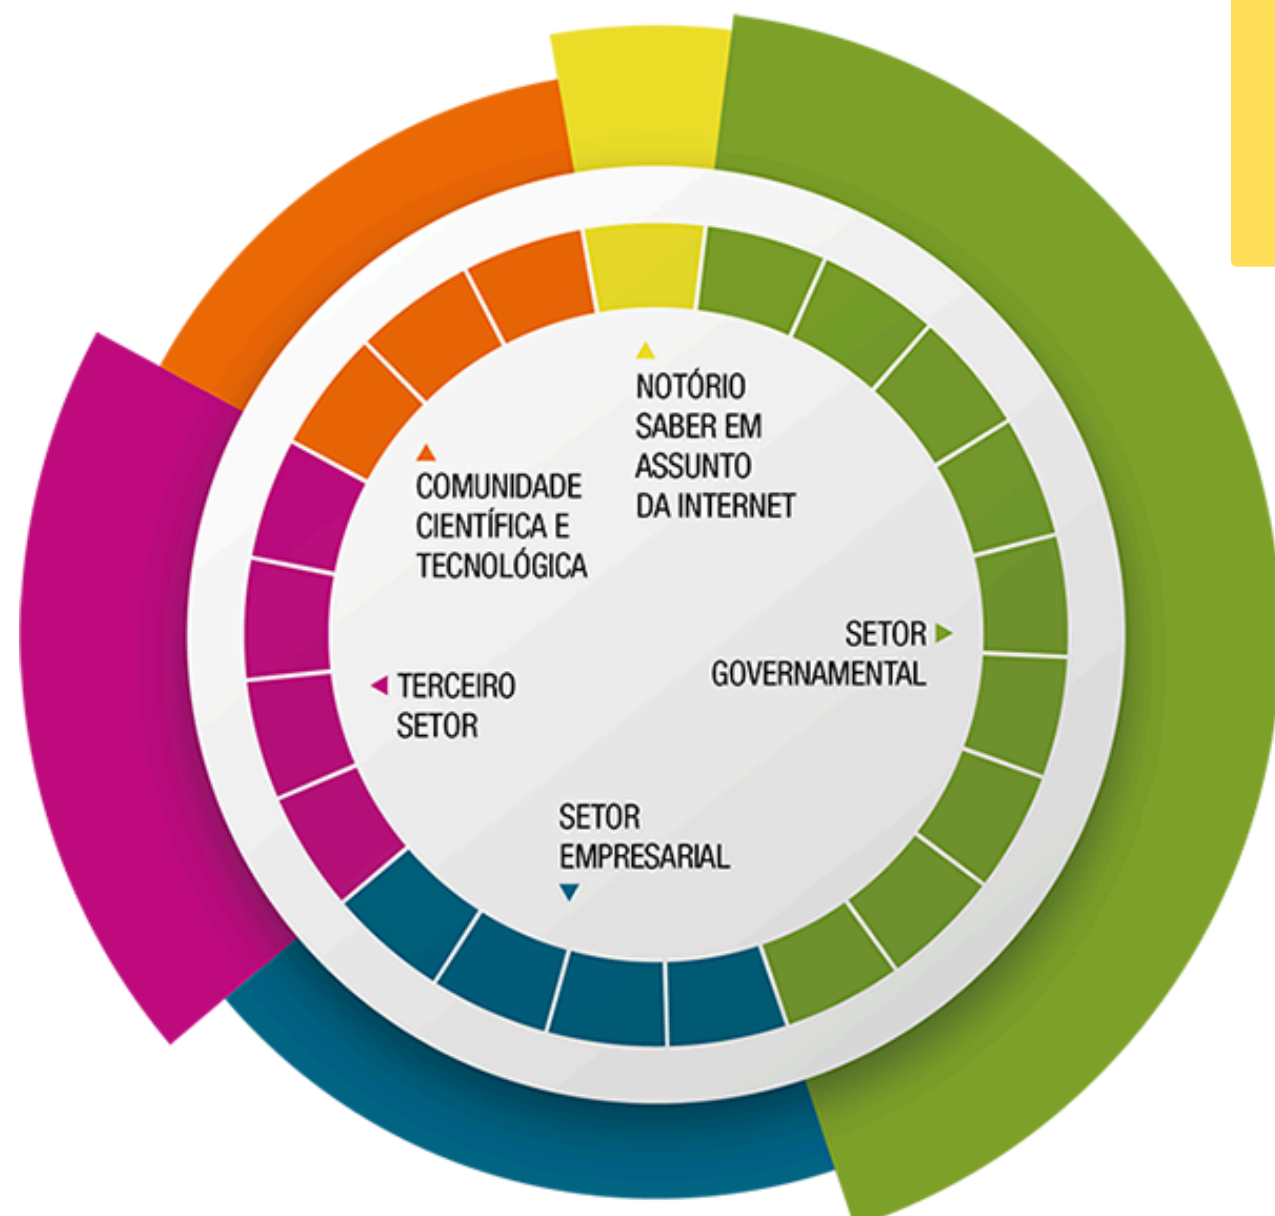 NOTÓRIO
SABER EM
ASSUNTO
DA INTERNET
COMUNIDADE
CIENTÍFICA E
TECNOLÓGICA
SETOR
GOVERNAMENTAL
TERCEIRO
SETOR
SETOR
EMPRESARIAL